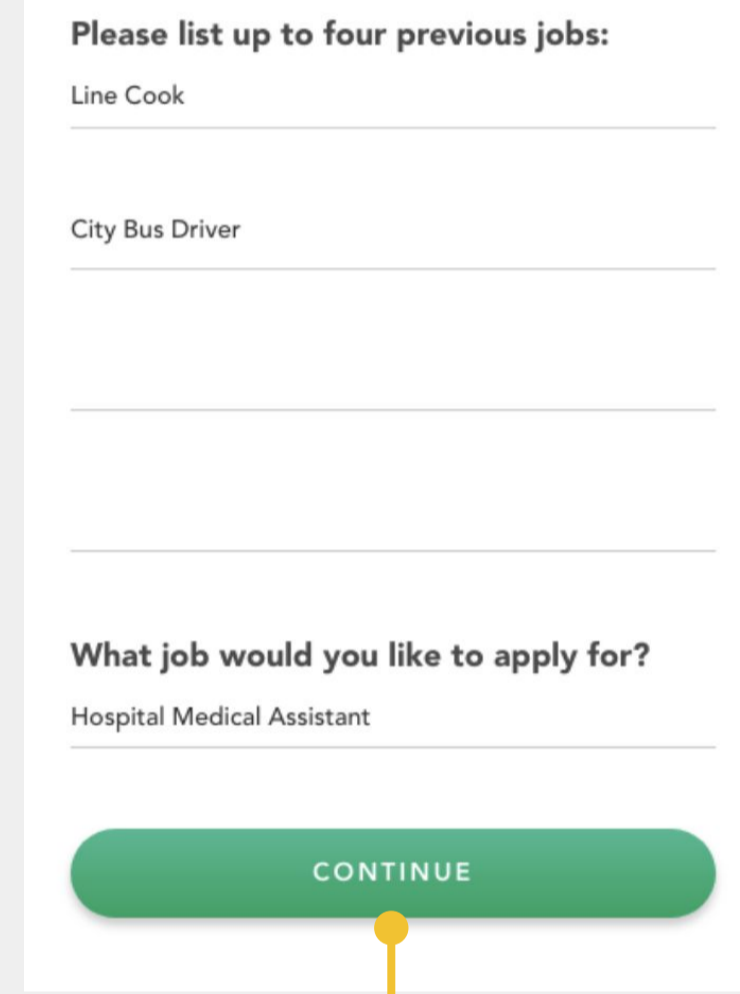 Please list up to four previous jobs:
Line Cook
City Bus Driver
What job would you like to apply for?
Hospital Medical Assistant
CONTINUE